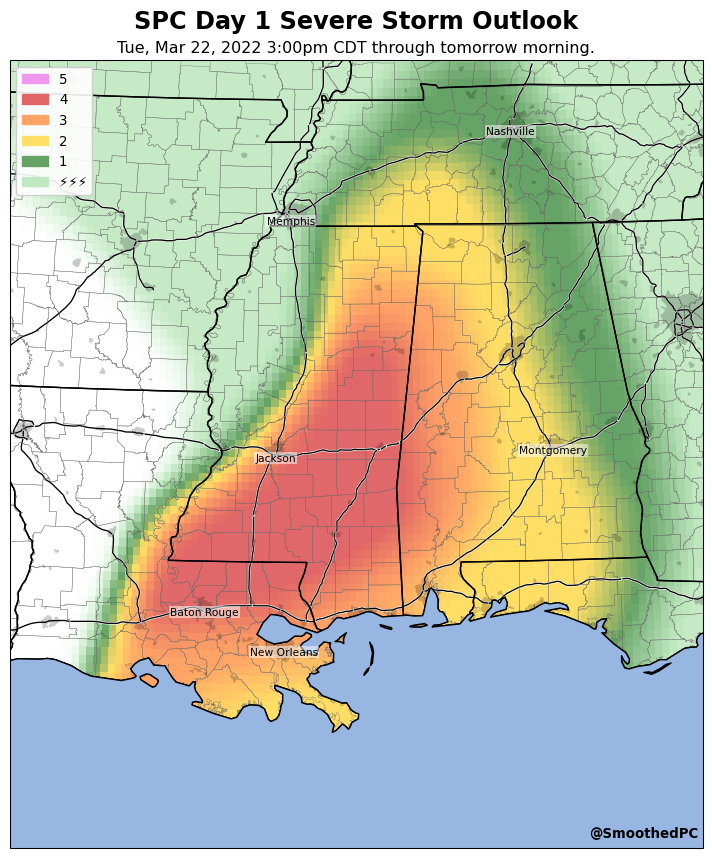 SPC Day 1 Severe Storm Outlook
Tue, Mar 22, 2022 3:00pm CDT through tomorrow morning.
5
4
3
2
1
⚡⚡⚡
Nashville
Memphis
Jackson
Montgomery
Baton Rouge
New Orleans
@SmoothedPC